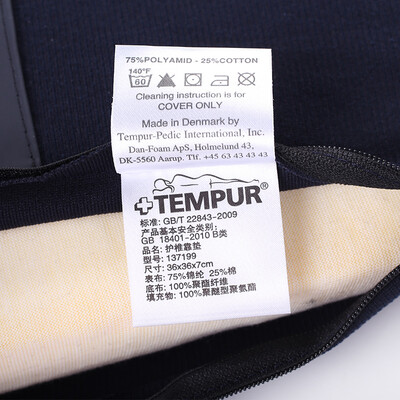 75%POLYAMID - 25%COTTON
140°F
60
Cleaning instruction is for
COVER ONLY
Made in Denmark by
Tempur-Pedic International, Inc.
Dan-Foam ApS, Holmelund 43,
DK-5560 Aarup. Tlf. +45 63 43 43 43
TEMPUR®
标准: GB/T 22843-2009
产品基本安全类别:
GB 18401-2010 B类
品名: 护椎靠垫
型号: 137199
尺寸: 36x36x7cm
表布: 75%锦纶 25%棉
底布: 100%聚酯纤维
填充物: 100%聚醚型聚氨酯